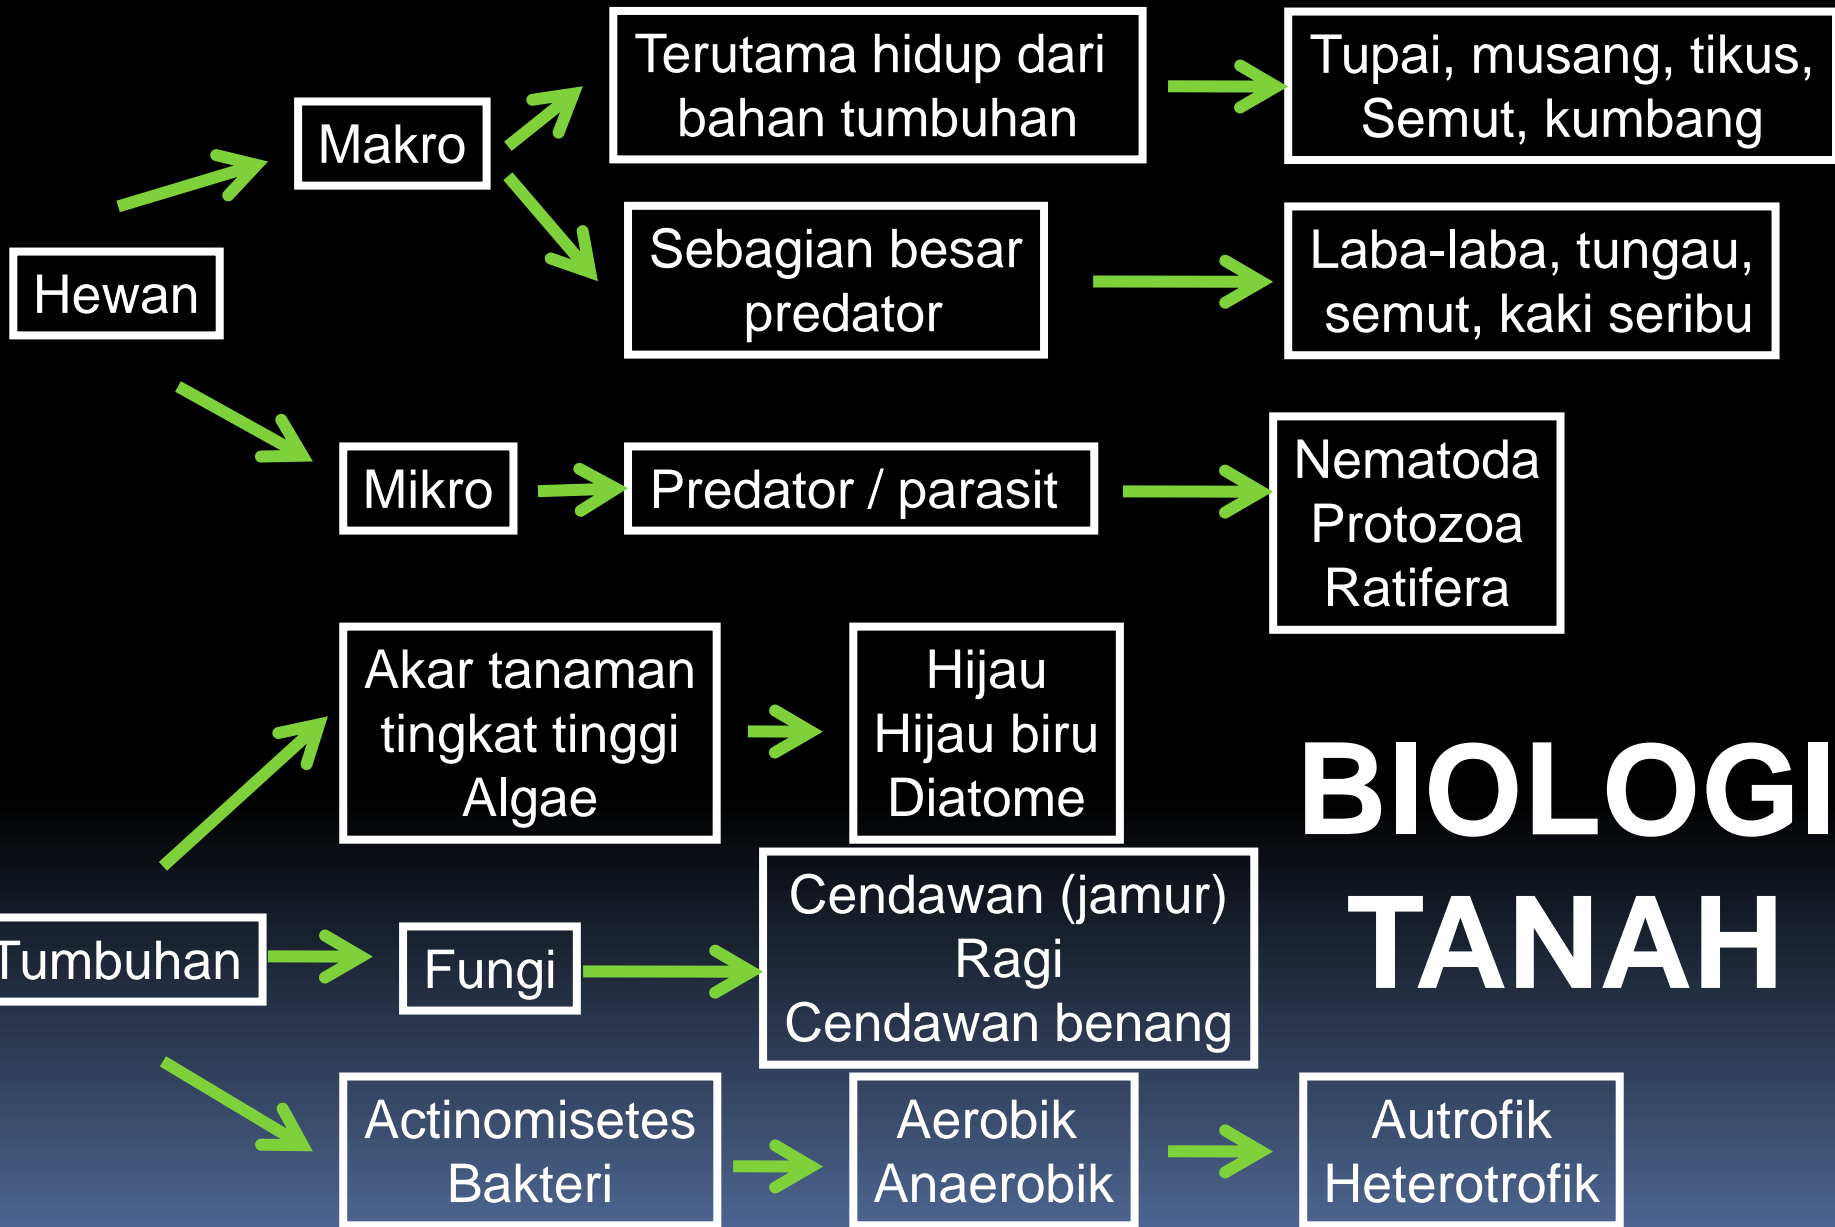 Terutama hidup dari
bahan tumbuhan
Tupai, musang, tikus,
Semut, kumbang
Makro
Sebagian besar
predator
Laba-laba, tungau,
semut, kaki seribu
Hewan
Mikro
Predator / parasit
Nematoda
Protozoa
Ratifera
Akar tanaman
tingkat tinggi
Algae
Hijau
Hijau biru
Diatome
BIOLOGI
TANAH
Tumbuhan
Fungi
Cendawan (jamur)
Ragi
Cendawan benang
Actinomisetes
Bakteri
Aerobik
Anaerobik
Autrofik
Heterotrofik